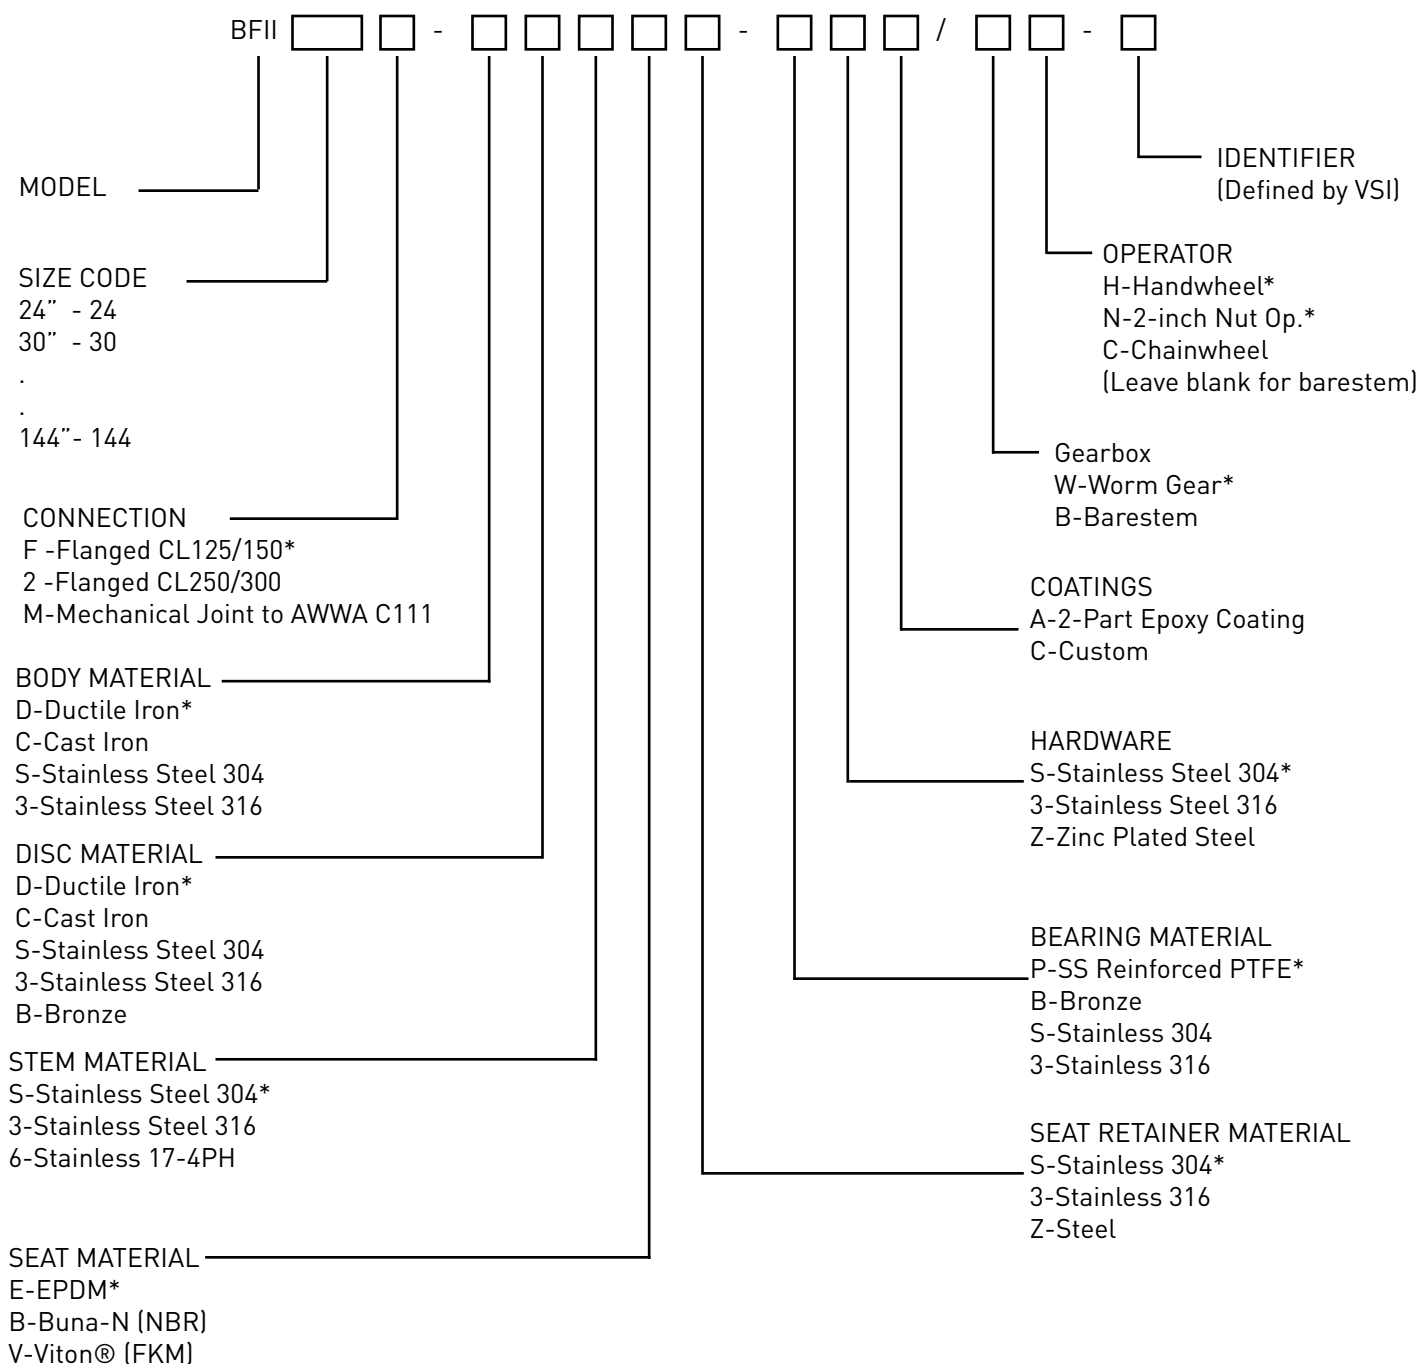 BFII - - / -
MODEL
SIZE CODE
24” - 24
30” - 30
.
.
144”- 144
CONNECTION
F -Flanged CL125/150*
2 -Flanged CL250/300
M-Mechanical Joint to AWWA C111
BODY MATERIAL
D-Ductile Iron*
C-Cast Iron
S-Stainless Steel 304
3-Stainless Steel 316
DISC MATERIAL
D-Ductile Iron*
C-Cast Iron
S-Stainless Steel 304
3-Stainless Steel 316
B-Bronze
STEM MATERIAL
S-Stainless Steel 304*
3-Stainless Steel 316
6-Stainless 17-4PH
SEAT MATERIAL
E-EPDM*
B-Buna-N (NBR)
V-Viton® (FKM)
IDENTIFIER
(Defined by VSI)
OPERATOR
H-Handwheel*
N-2-inch Nut Op.*
C-Chainwheel
(Leave blank for barestem)
Gearbox
W-Worm Gear*
B-Barestem
COATINGS
A-2-Part Epoxy Coating
C-Custom
HARDWARE
S-Stainless Steel 304*
3-Stainless Steel 316
Z-Zinc Plated Steel
BEARING MATERIAL
P-SS Reinforced PTFE*
B-Bronze
S-Stainless 304
3-Stainless 316
SEAT RETAINER MATERIAL
S-Stainless 304*
3-Stainless 316
Z-Steel